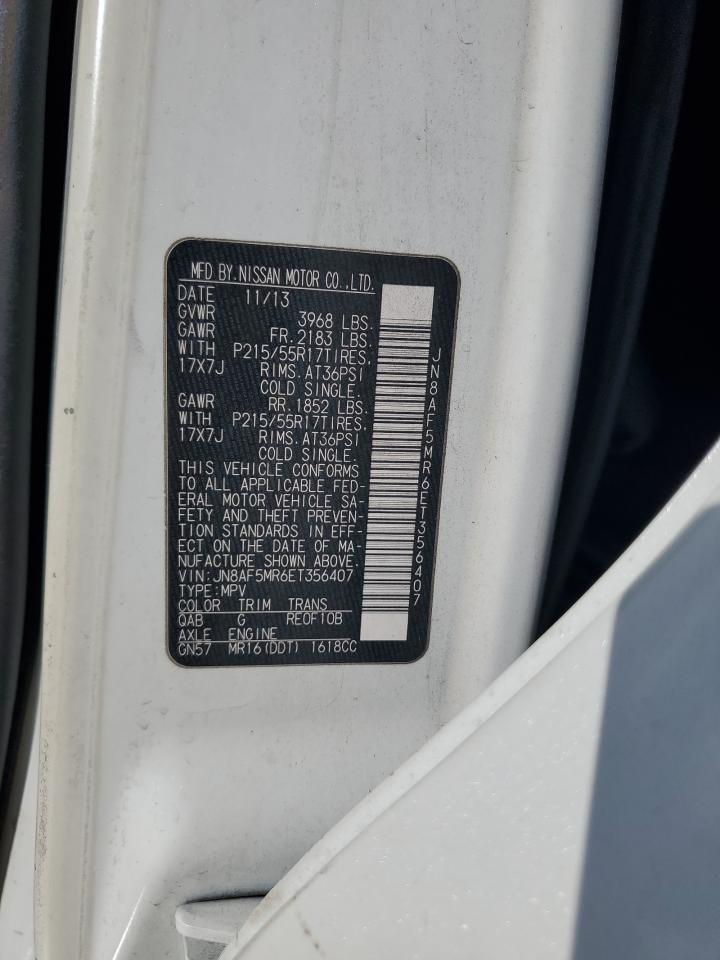 MFD BY.NISSAN MOTOR CO.,LTD.
DATE 11/13
GVWR 3968 LBS.
GAWR FR.2183 LBS.
WITH P215/55R17TIRES,
17X7J RIMS.AT36PSI
COLD SINGLE.
GAWR RR.1852 LBS.
WITH P215/55R17TIRES,
17X7J RIMS.AT36PSI
COLD SINGLE.
THIS VEHICLE CONFORMS
TO ALL APPLICABLE FED-
ERAL MOTOR VEHICLE SA-
FETY AND THEFT PREVEN-
TION STANDARDS IN EFF-
ECT ON THE DATE OF MA-
NUFACTURE SHOWN ABOVE.
VIN:JN8AF5MR6ET356407
TYPE:MPV
COLOR TRIM TRANS
QAB G REOF10B
AXLE ENGINE
GN57 MR16(DDT) 1618CC
JN8AF5MR6ET356407